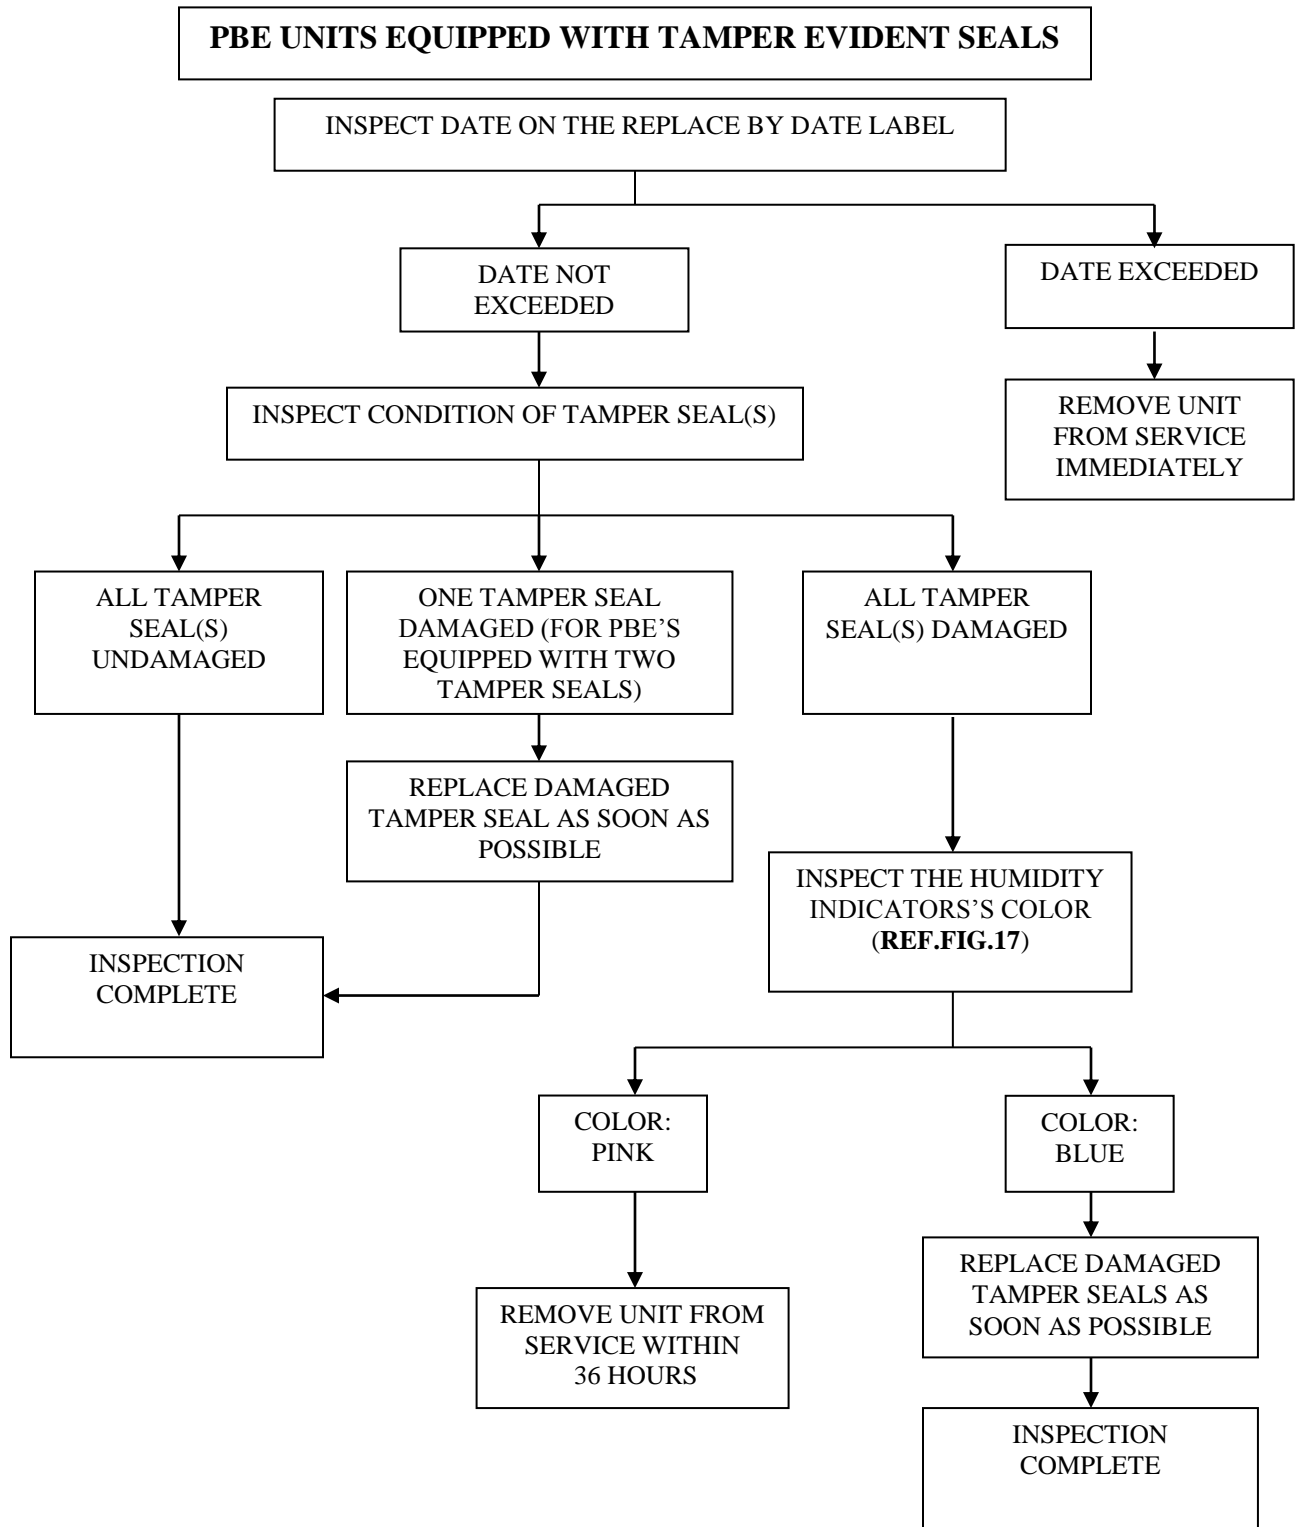 PBE UNITS EQUIPPED WITH TAMPER EVIDENT SEALS
INSPECT DATE ON THE REPLACE BY DATE LABEL
DATE NOT
EXCEEDED
DATE EXCEEDED
INSPECT CONDITION OF TAMPER SEAL(S)
REMOVE UNIT
FROM SERVICE
IMMEDIATELY
ALL TAMPER
SEAL(S)
UNDAMAGED
ONE TAMPER SEAL
DAMAGED (FOR PBE’S
EQUIPPED WITH TWO
TAMPER SEALS)
ALL TAMPER
SEAL(S) DAMAGED
REPLACE DAMAGED
TAMPER SEAL AS SOON AS
POSSIBLE
INSPECT THE HUMIDITY
INDICATORS’S COLOR
(REF.FIG.17)
INSPECTION
COMPLETE
COLOR:
PINK
COLOR:
BLUE
REMOVE UNIT FROM
SERVICE WITHIN
36 HOURS
REPLACE DAMAGED
TAMPER SEALS AS
SOON AS POSSIBLE
INSPECTION
COMPLETE